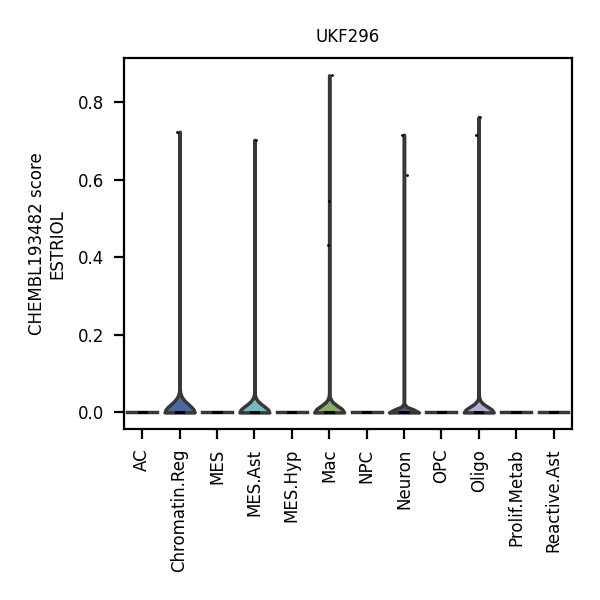 UKF296
CHEMBL193482 score
ESTRIOL
0.8
0.6
0.4
0.2
0.0
AC
Chromatin.Reg
MES
MES.Ast
MES.Hyp
Mac
NPC
Neuron
OPC
Oligo
Prolif.Metab
Reactive.Ast